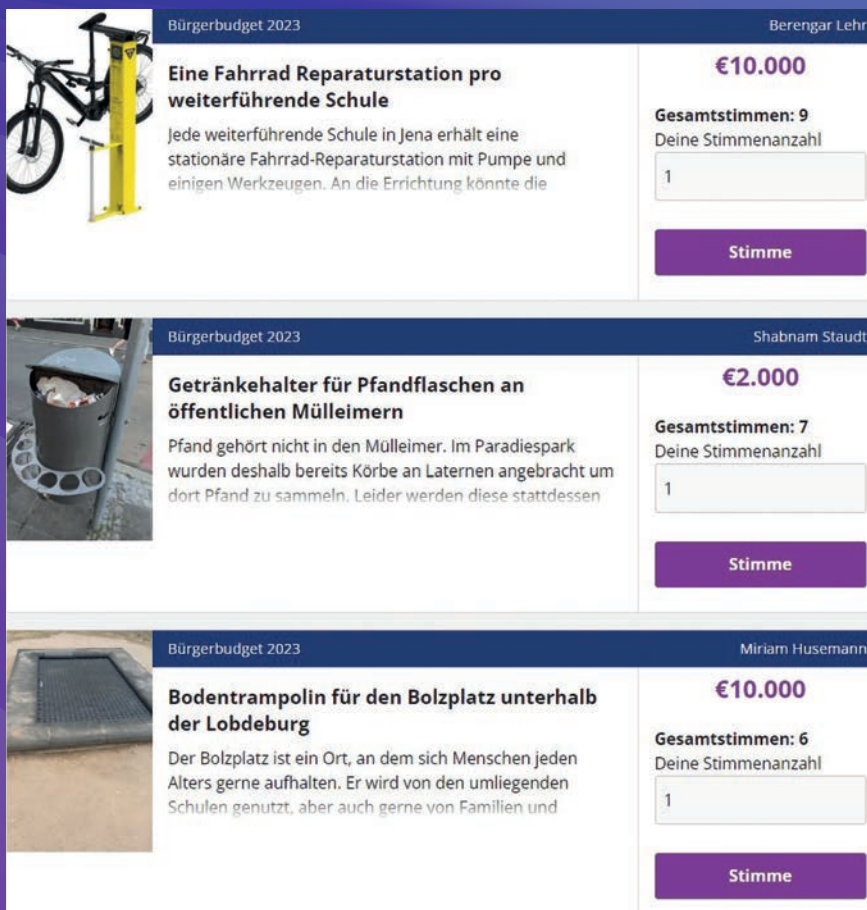 Bürgerbudget 2023
Berengar Lehr
Eine Fahrrad Reparaturstation pro
weiterführende Schule
Jede weiterführende Schule in Jena erhält eine
stationäre Fahrrad-Reparaturstation mit Pumpe und
einigen Werkzeugen. An die Errichtung könnte die
€10.000
Gesamtstimmen: 9
Deine Stimmenanzahl
1
Stimme
Bürgerbudget 2023
Shabnam Staudt
Getränkehalter für Pfandflaschen an
öffentlichen Mülleimern
Pfand gehört nicht in den Mülleimer. Im Paradiespark
wurden deshalb bereits Körbe an Laternen angebracht um
dort Pfand zu sammeln. Leider werden diese stattdessen
€2.000
Gesamtstimmen: 7
Deine Stimmenanzahl
1
Stimme
Bürgerbudget 2023
Miriam Husemann
Bodentrampolin für den Bolzplatz unterhalb
der Lobdeburg
Der Bolzplatz ist ein Ort, an dem sich Menschen jeden
Alters gerne aufhalten. Er wird von den umliegenden
Schulen genutzt, aber auch gerne von Familien und
€10.000
Gesamtstimmen: 6
Deine Stimmenanzahl
1
Stimme